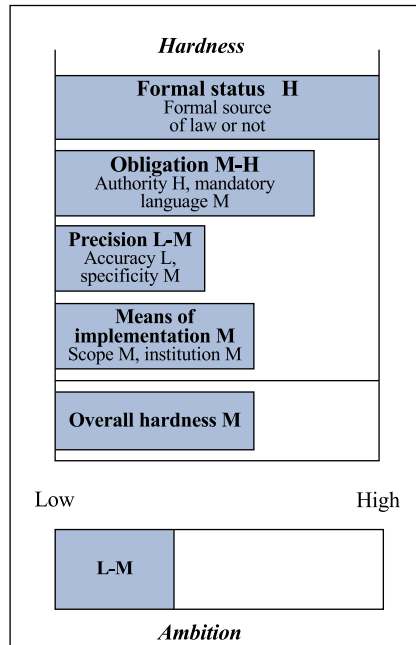 Hardness
Formal status H
Formal source
of law or not
Obligation M-H
Authority H, mandatory
language M
Precision L-M
Accuracy L,
specificity M
Means of
implementation M
Scope M, institution M
Overall hardness M
Low High
L-M
Ambition